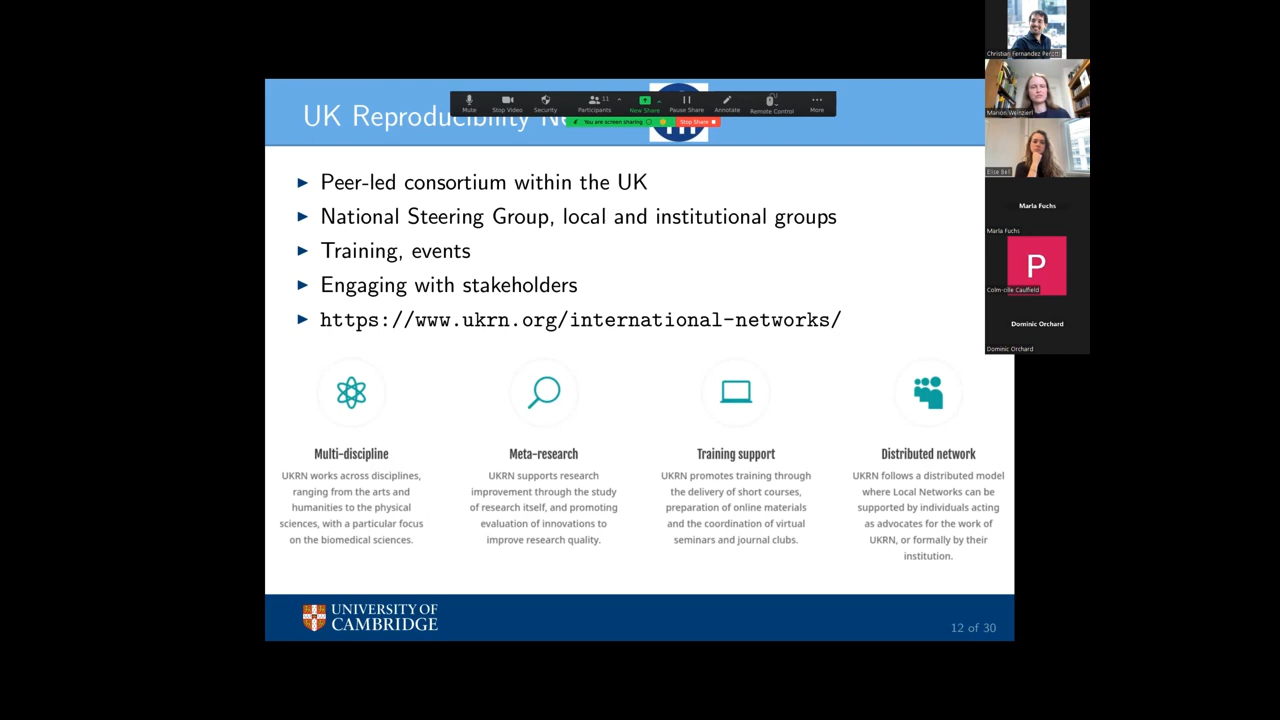 UK Reproducibility Ne
Mute
Stop Video
Security
Participants
11
New Share
Pause Share
Annotate
Remote Control
More
You are screen sharing
Stop Share
Peer-led consortium within the UK
National Steering Group, local and institutional groups
Training, events
Engaging with stakeholders
https://www.ukrn.org/international-networks/
Multi-discipline
UKRN works across disciplines,
ranging from the arts and
humanities to the physical
sciences, with a particular focus
on the biomedical sciences.
Meta-research
UKRN supports research
improvement through the study
of research itself, and promoting
evaluation of innovations to
improve research quality.
Training support
UKRN promotes training through
the delivery of short courses,
preparation of online materials
and the coordination of virtual
seminars and journal clubs.
Distributed network
UKRN follows a distributed model
where Local Networks can be
supported by individuals acting
as advocates for the work of
UKRN, or formally by their
institution.
UNIVERSITY OF
CAMBRIDGE
12 of 30
Christian Fernandez Perotti
Marion Weinzierl
Elise Bell
Marla Fuchs
Marla Fuchs
P
Colm-cille Caulfield
Dominic Orchard
Dominic Orchard